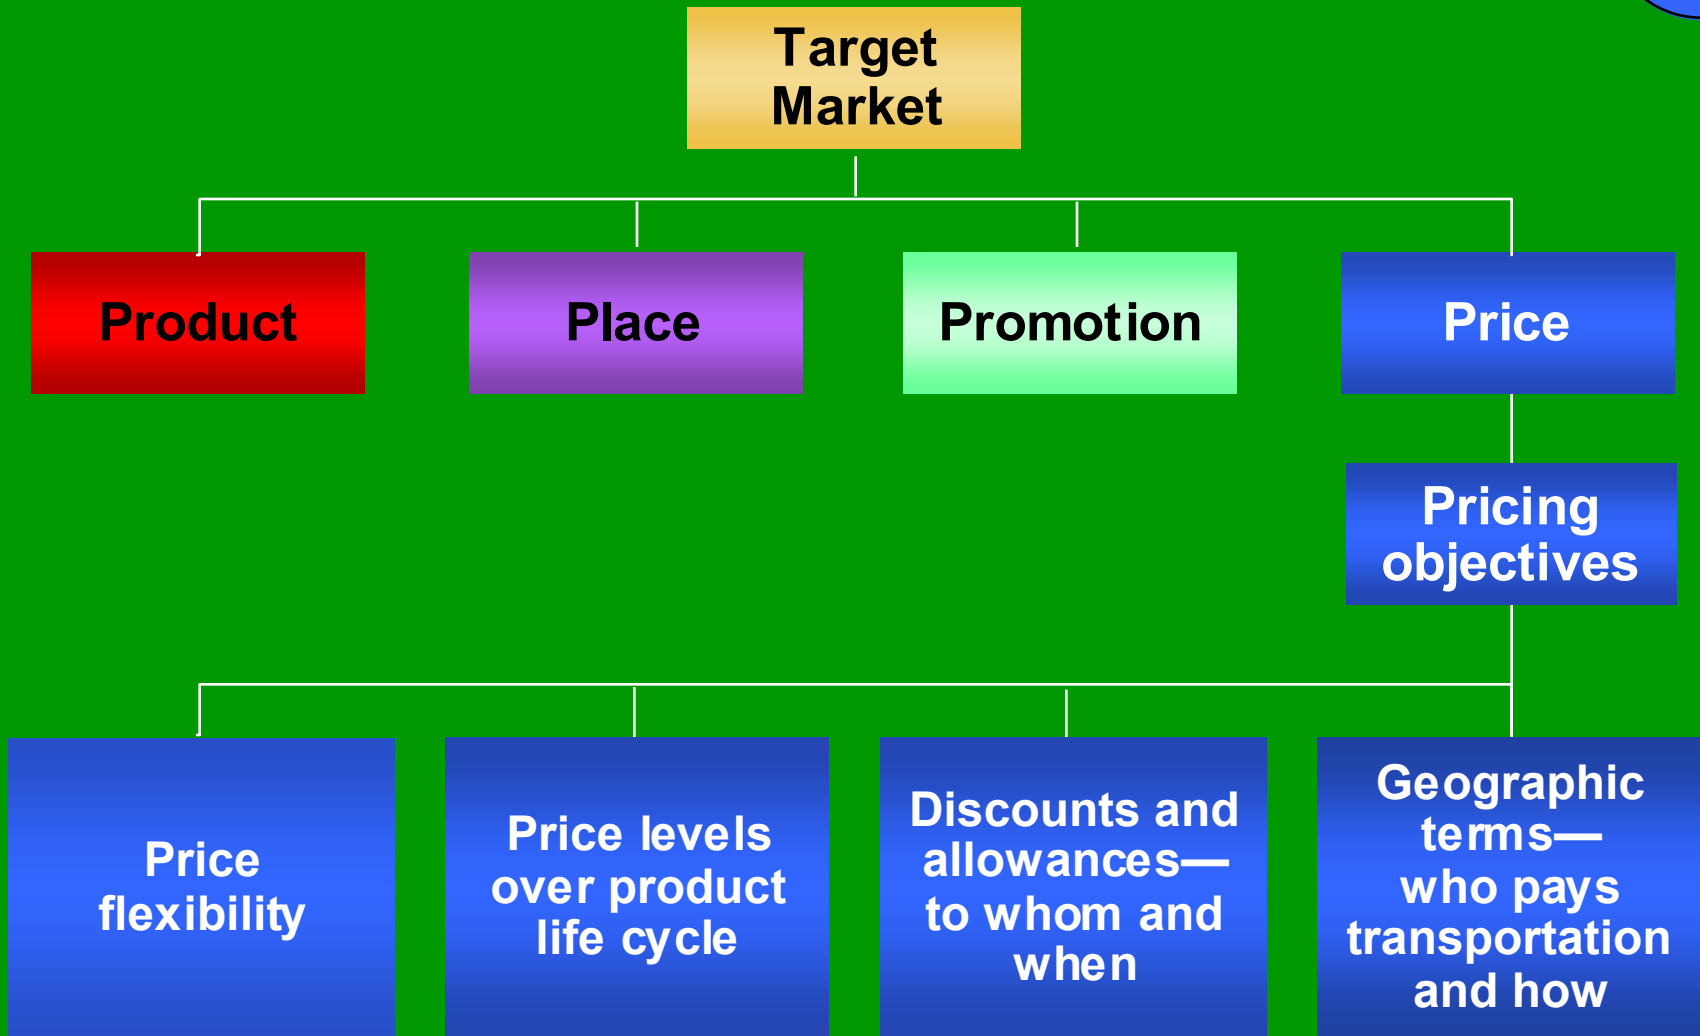 Target
Market
Product
Place
Promotion
Price
Pricing
objectives
Price
flexibility
Price levels
over product
life cycle
Discounts and
allowances—
to whom and
when
Geographic
terms—
who pays
transportation
and how